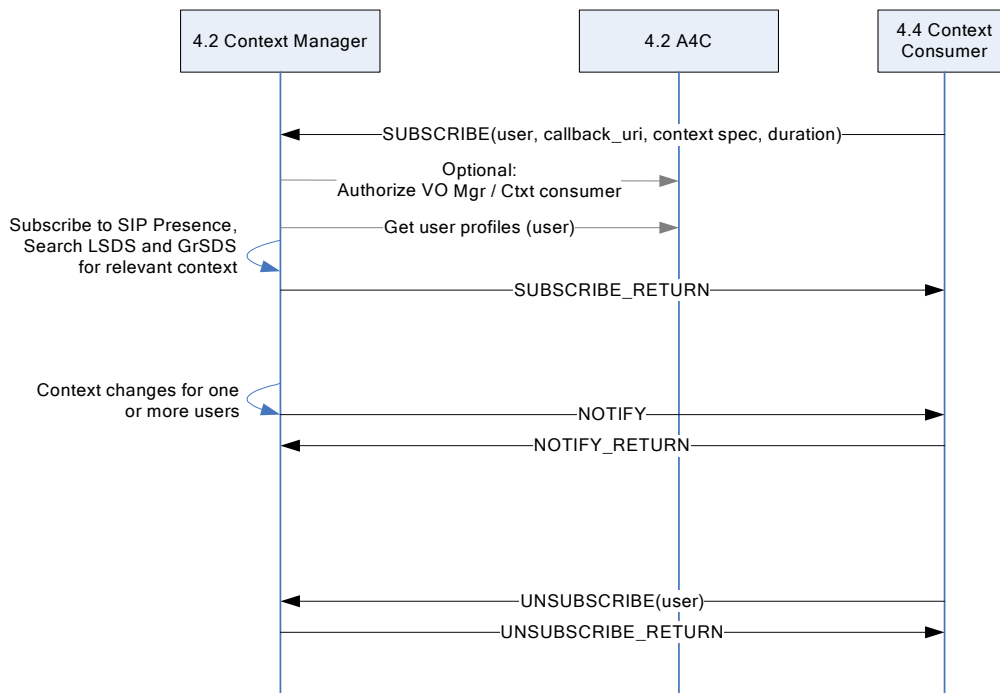 4.2 Context Manager
4.2 A4C
4.4 Context
Consumer
SUBSCRIBE(user, callback_uri, context spec, duration)
Optional:
Authorize VO Mgr / Ctxt consumer
Get user profiles (user)
Subscribe to SIP Presence,
Search LSDS and GrSDS
for relevant context
SUBSCRIBE_RETURN
Context changes for one
or more users
NOTIFY
NOTIFY_RETURN
UNSUBSCRIBE(user)
UNSUBSCRIBE_RETURN